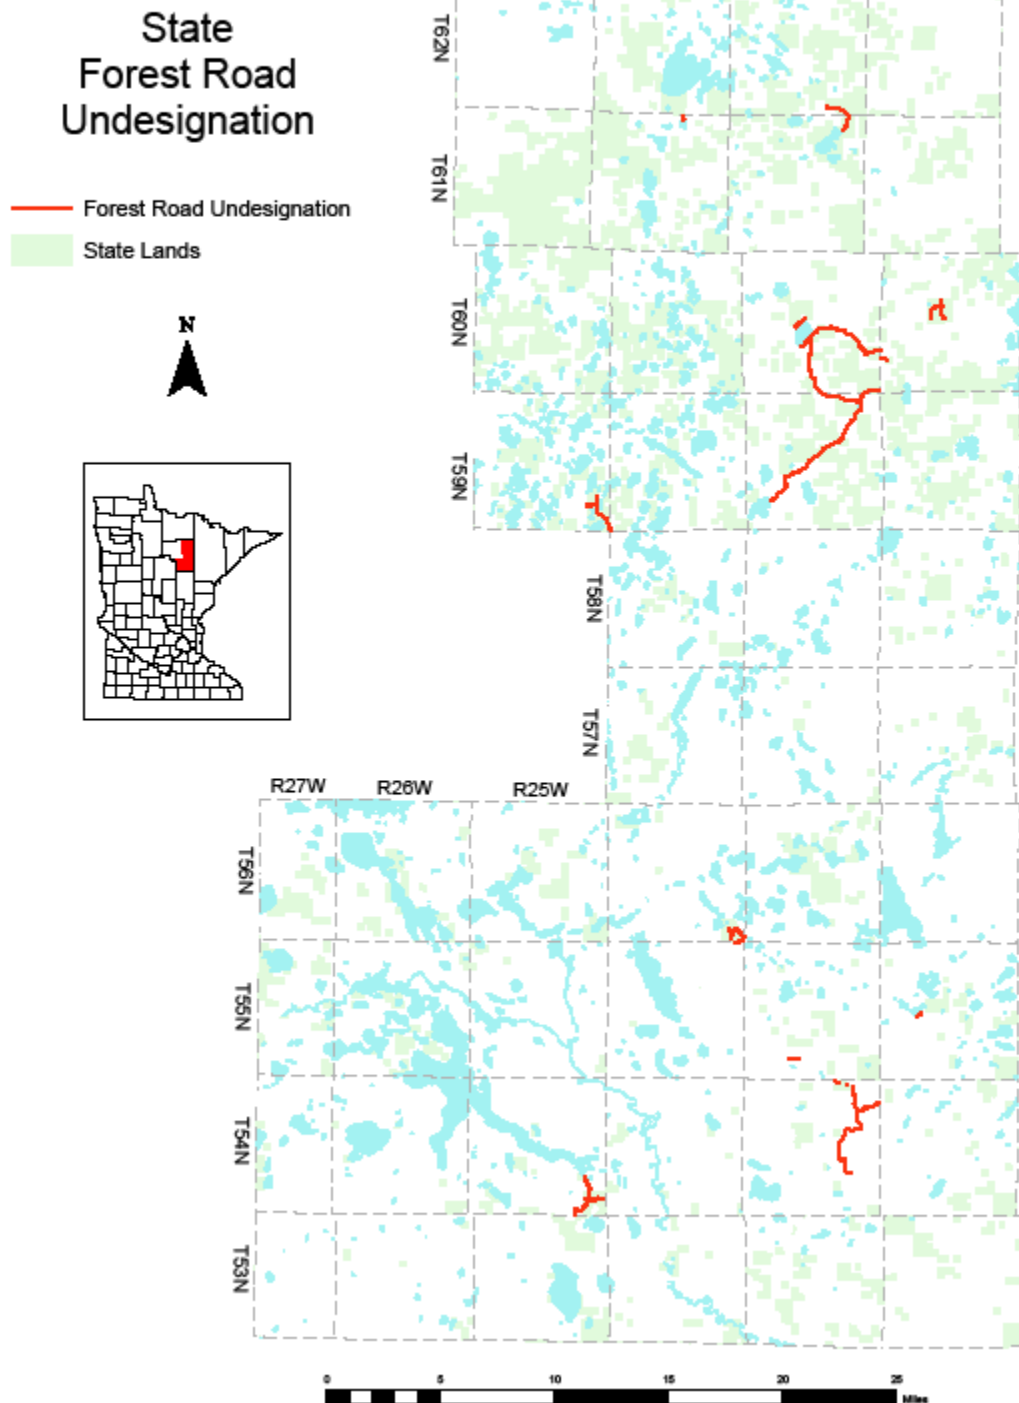 State
Forest Road
Undesignation
Forest Road Undesignation
State Lands
N
T62N
T61N
T60N
T59N
T58N
T57N
R27W R26W R25W
T56N
T55N
T54N
T53N
0 5 10 15 20 25
Miles